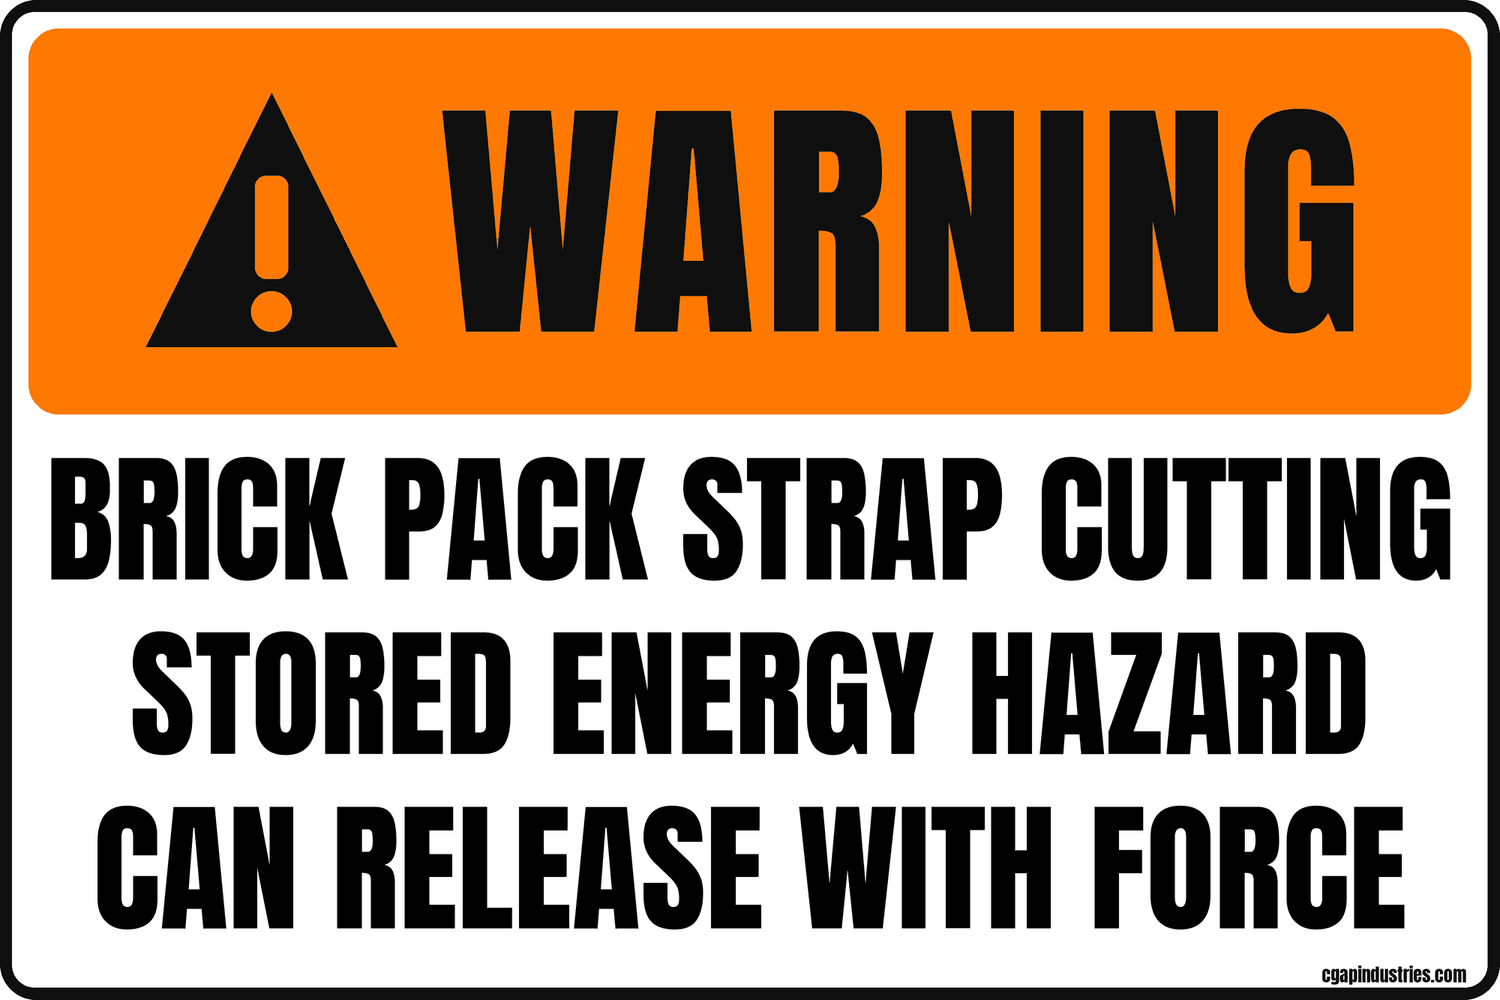 WARNING
BRICK PACK STRAP CUTTING
STORED ENERGY HAZARD
CAN RELEASE WITH FORCE
cgapindustries.com